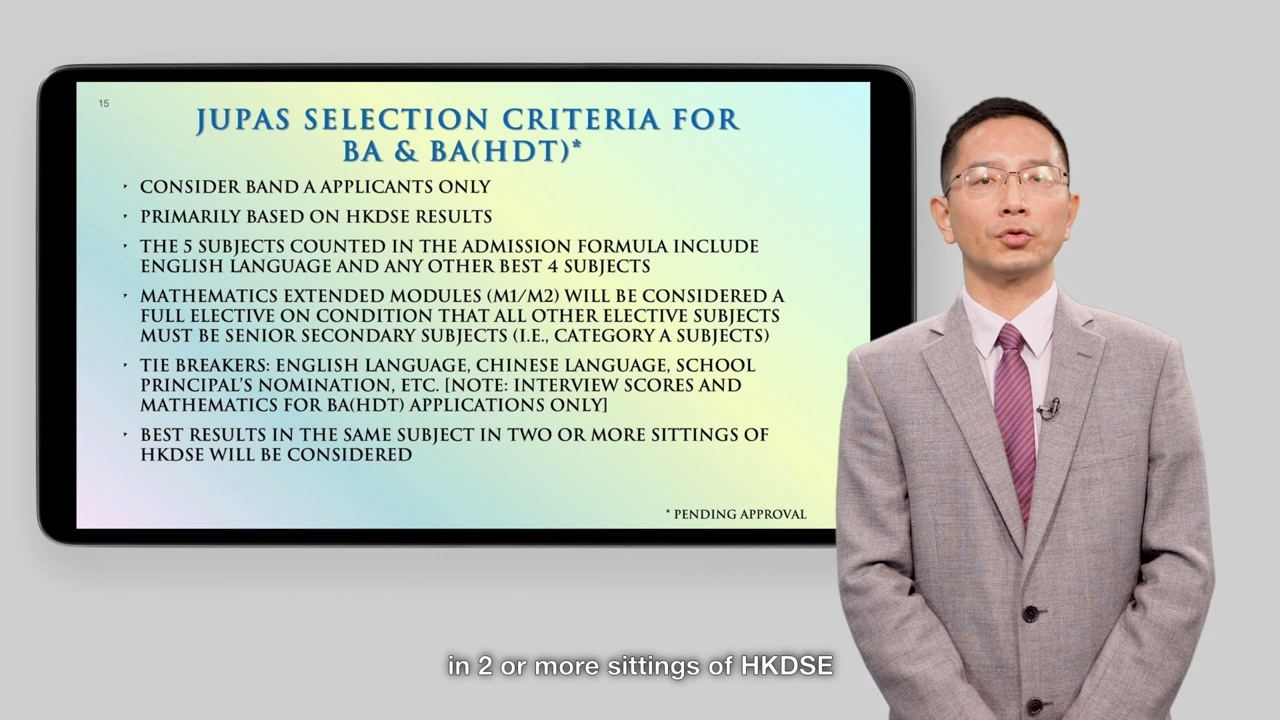 15
JUPAS SELECTION CRITERIA FOR
BA & BA(HDT)*
‣ CONSIDER BAND A APPLICANTS ONLY
‣ PRIMARILY BASED ON HKDSE RESULTS
‣ THE 5 SUBJECTS COUNTED IN THE ADMISSION FORMULA INCLUDE
ENGLISH LANGUAGE AND ANY OTHER BEST 4 SUBJECTS
‣ MATHEMATICS EXTENDED MODULES (M1/M2) WILL BE CONSIDERED A
FULL ELECTIVE ON CONDITION THAT ALL OTHER ELECTIVE SUBJECTS
MUST BE SENIOR SECONDARY SUBJECTS (I.E., CATEGORY A SUBJECTS)
‣ TIE BREAKERS: ENGLISH LANGUAGE, CHINESE LANGUAGE, SCHOOL
PRINCIPAL'S NOMINATION, ETC. [NOTE: INTERVIEW SCORES AND
MATHEMATICS FOR BA(HDT) APPLICATIONS ONLY]
‣ BEST RESULTS IN THE SAME SUBJECT IN TWO OR MORE SITTINGS OF
HKDSE WILL BE CONSIDERED
* PENDING APPROVAL
in 2 or more sittings of HKDSE